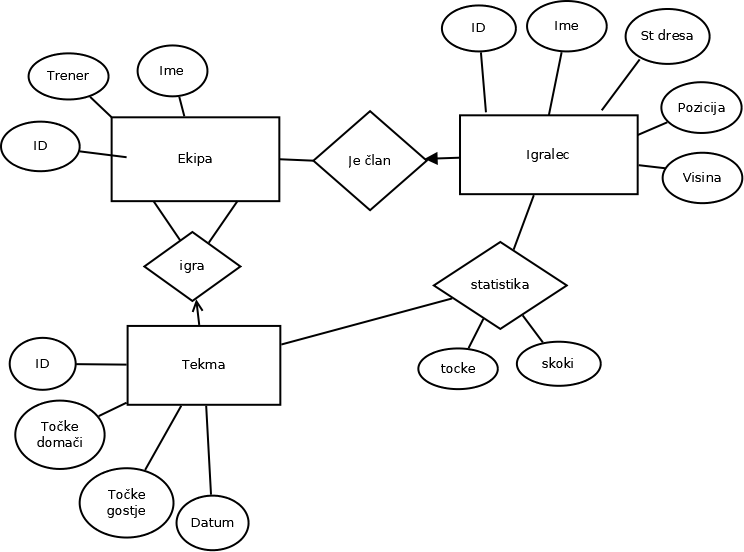 ID
Ime
St dresa
Trener
Ime
Pozicija
ID
Ekipa
Je član
Igralec
Visina
igra
statistika
ID
Tekma
tocke
skoki
Točke
domači
Točke
gostje
Datum